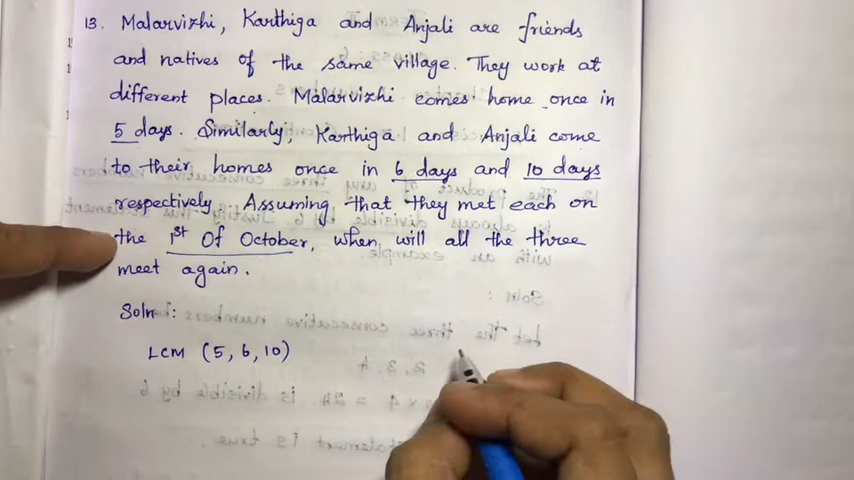 13. Malarvizhi, Karthiga and Anjali are friends
and natives of the same village. They work at
different places. Malarvizhi comes home once in
5 days. Similarly, Karthiga and Anjali come
to their homes once in 6 days and 10 days
respectively. Assuming that they met each on
the 1st Of October, when will all the three
meet again.
Soln:
LCM (5, 6, 10)